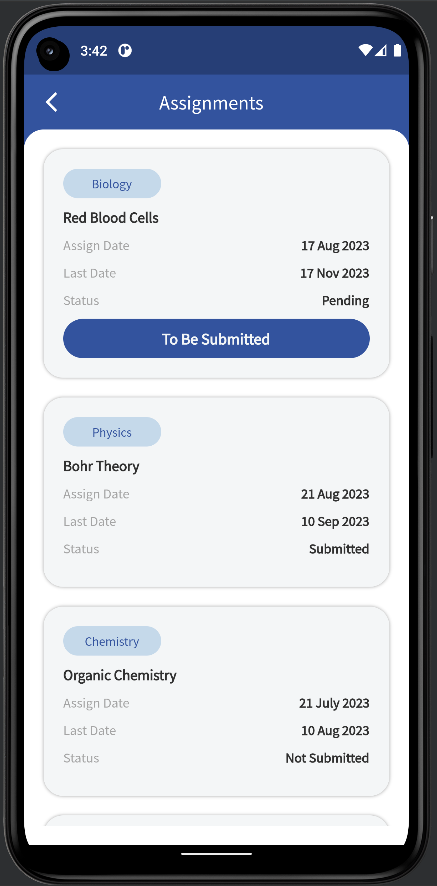 3:42
Assignments
Biology
Red Blood Cells
Assign Date 17 Aug 2023
Last Date 17 Nov 2023
Status Pending
To Be Submitted
Physics
Bohr Theory
Assign Date 21 Aug 2023
Last Date 10 Sep 2023
Status Submitted
Chemistry
Organic Chemistry
Assign Date 21 July 2023
Last Date 10 Aug 2023
Status Not Submitted